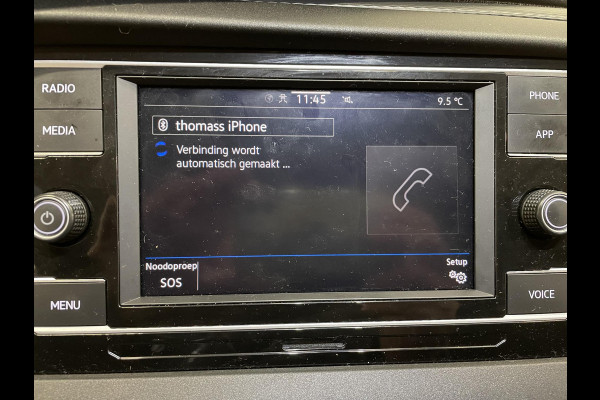 RADIO
MEDIA
MENU
11:45
9.5 °C
thomass iPhone
Verbinding wordt
automatisch gemaakt ...
Noodoproep
SOS
Setup
PHONE
APP
VOICE